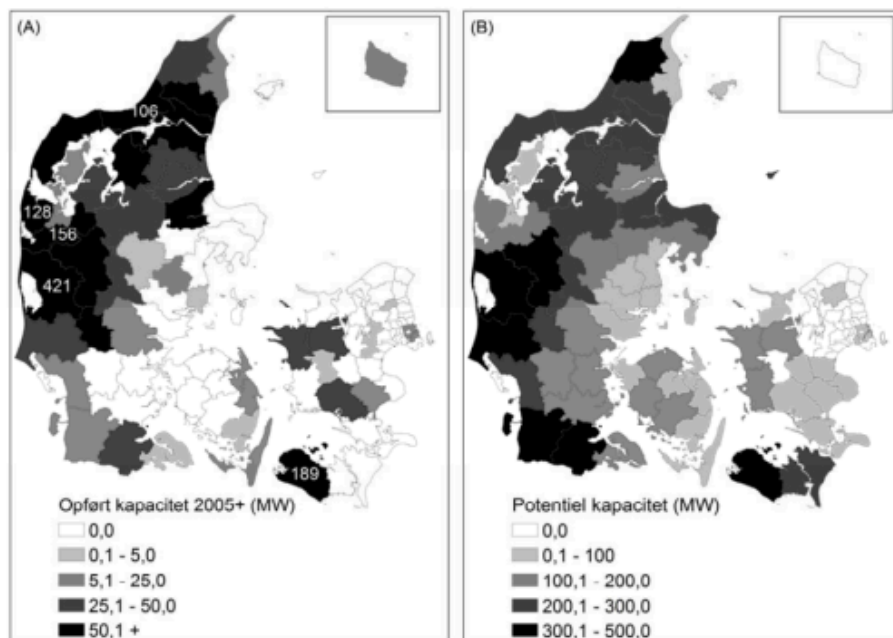 (A)
106
128
156
421
189
Opført kapacitet 2005+ (MW)
0,0
0,1 - 5,0
5,1 - 25,0
25,1 - 50,0
50,1 +
(B)
Potentiel kapacitet (MW)
0,0
0,1 - 100
100,1 - 200,0
200,1 - 300,0
300,1 - 500,0